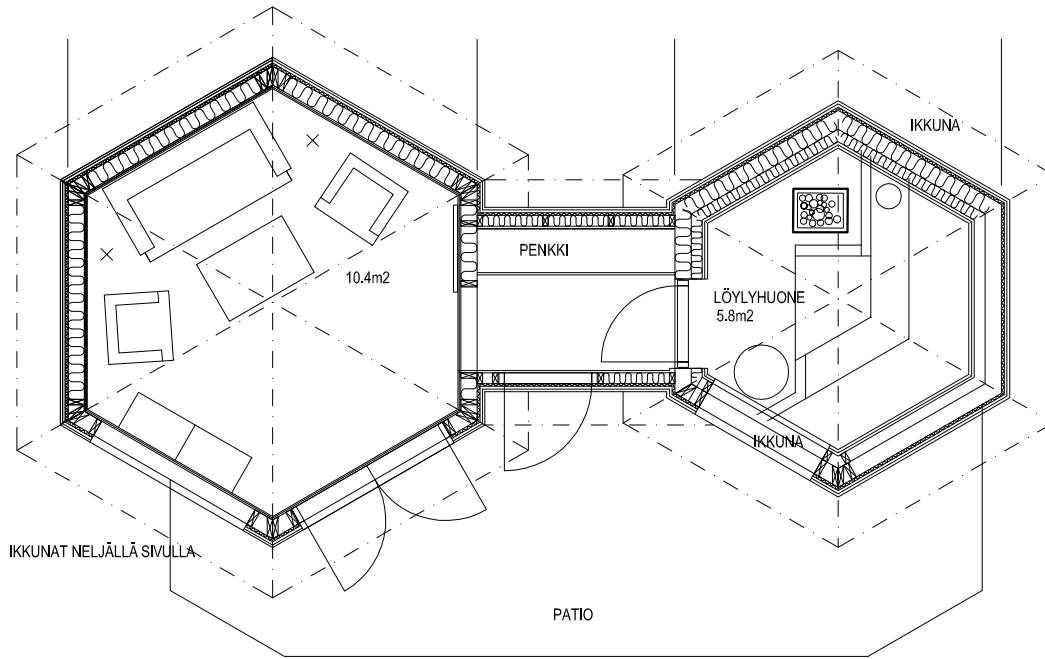 IKKUNA
PENKKI
10.4m2
LÖYLYHUONE
5.8m2
IKKUNA
IKKUNAT NELJÄLLÄ SIVULLA
PATIO